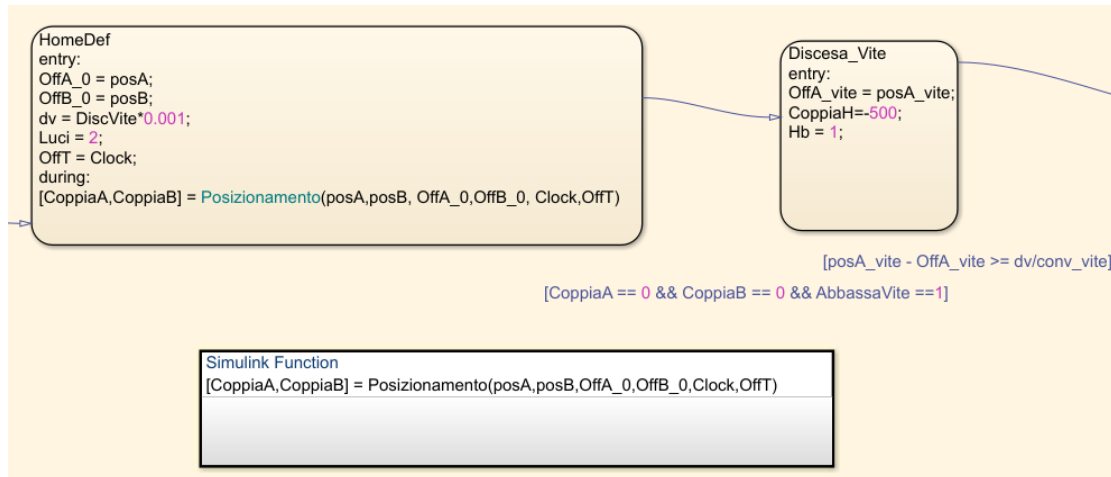 HomeDef
entry:
OffA_0 = posA;
OffB_0 = posB;
dv = DiscVite*0.001;
Luci = 2;
OffT = Clock;
during:
[CoppiaA,CoppiaB] = Posizionamento(posA,posB, OffA_0,OffB_0, Clock,OffT)
Discesa_Vite
entry:
OffA_vite = posA_vite;
CoppiaH=-500;
Hb = 1;
[posA_vite - OffA_vite >= dv/conv_vite]
[CoppiaA == 0 && CoppiaB == 0 && AbbassaVite ==1]
Simulink Function
[CoppiaA,CoppiaB] = Posizionamento(posA,posB,OffA_0,OffB_0,Clock,OffT)